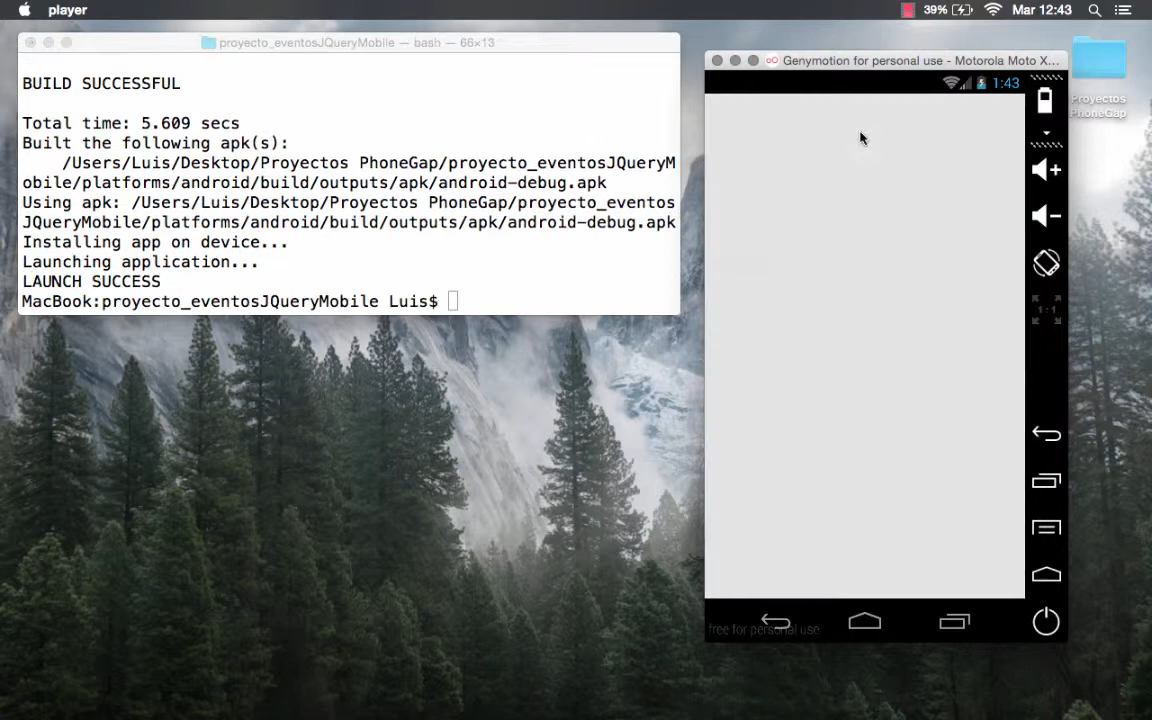 player
39%
Mar 12:43
proyecto_eventosJQueryMobile — bash — 66×13
BUILD SUCCESSFUL
Total time: 5.609 secs
Built the following apk(s):
/Users/Luis/Desktop/Proyectos PhoneGap/proyecto_eventosJQueryM
obile/platforms/android/build/outputs/apk/android-debug.apk
Using apk: /Users/Luis/Desktop/Proyectos PhoneGap/proyecto_eventos
JQueryMobile/platforms/android/build/outputs/apk/android-debug.apk
Installing app on device...
Launching application...
LAUNCH SUCCESS
MacBook:proyecto_eventosJQueryMobile Luis$
Genymotion for personal use - Motorola Moto X...
1:43
1:1
free for personal use
Proyectos
PhoneGap